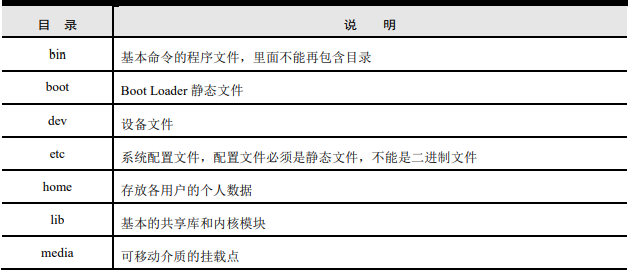 目 录 说 明
bin 基本命令的程序文件，里面不能再包含目录
boot Boot Loader 静态文件
dev 设备文件
etc 系统配置文件，配置文件必须是静态文件，不能是二进制文件
home 存放各用户的个人数据
lib 基本的共享库和内核模块
media 可移动介质的挂载点